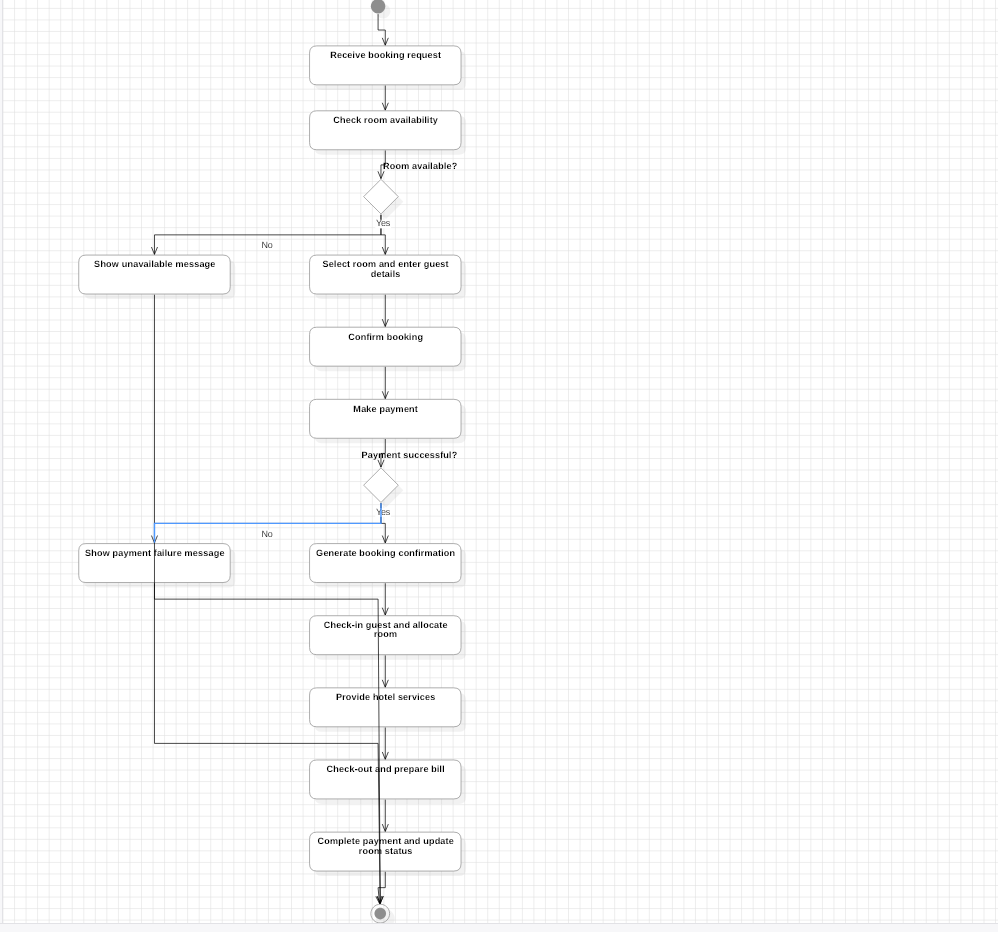 Receive booking request
Check room availability
Room available?
Yes
No
Show unavailable message
Select room and enter guest
details
Confirm booking
Make payment
Payment successful?
Yes
No
Show payment failure message
Generate booking confirmation
Check-in guest and allocate
room
Provide hotel services
Check-out and prepare bill
Complete payment and update
room status